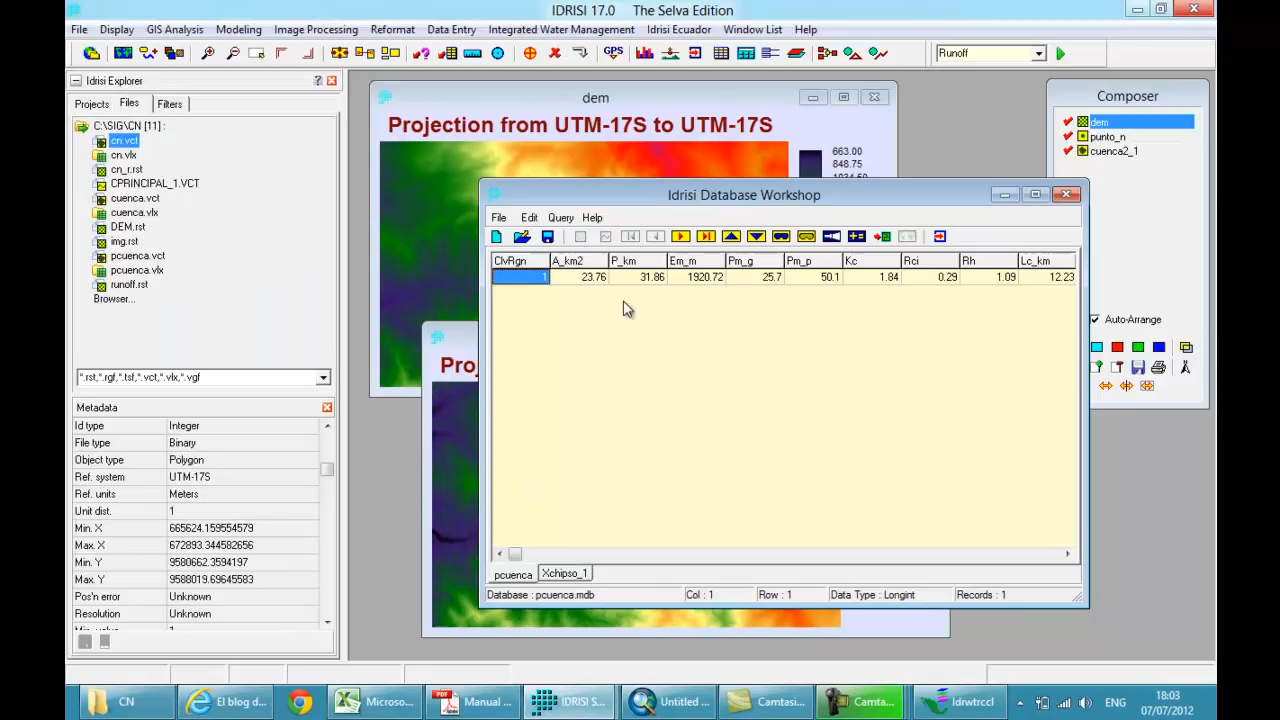 IDRISI 17.0 The Selva Edition
File Display GIS Analysis Modeling Image Processing Reformat Data Entry Integrated Water Management Idrisi Ecuador Window List Help
GPS
Runoff
Idrisi Explorer
Projects Files Filters
C:\SIG\CN [11] :
cn.vct
cn.vlx
cn_r.rst
CPRINCIPAL_1.VCT
cuenca.vct
cuenca.vlx
DEM.rst
img.rst
pcuenca.vct
pcuenca.vlx
runoff.rst
Browser...
*.rst,*.rgf,*.tsf,*.vct,*.vlx,*.vgf
Metadata
Id type Integer
File type Binary
Object type Polygon
Ref. system UTM-17S
Ref. units Meters
Unit dist. 1
Min. X 665624.159554579
Max. X 672893.344582656
Min. Y 9580662.3594197
Max. Y 9588019.69645581
Pos'n error Unknown
Resolution Unknown
dem
Projection from UTM-17S to UTM-17S
663.00
848.75
1034.50
Composer
dem
punto_n
cuenca2_1
Auto-Arrange
Proj
Idrisi Database Workshop
File Edit Query Help
ClvRgn A_km2 P_km Em_m Pm_g Pm_p Kc Rci Rh Lc_km
1 23.76 31.86 1920.72 25.7 50.1 1.84 0.29 1.09 12.23
pcuenca Xchipso_1
Database : pcuenca.mdb Col : 1 Row : 1 Data Type : Longint Records : 1
CN El blog d... Microso... Manual ... IDRISI S... Untitled ... Camtasi... Camta... Idrwtrccl ENG 18:03
07/07/2012